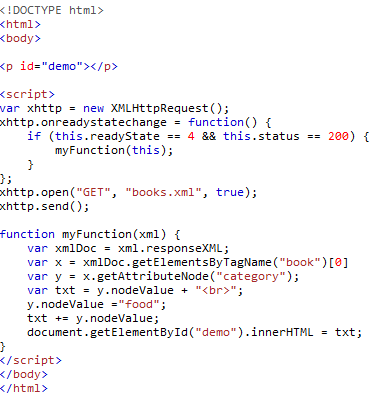 <!DOCTYPE html>
<html>
<body>

<p id="demo"></p>

<script>
var xhttp = new XMLHttpRequest();
xhttp.onreadystatechange = function() {
    if (this.readyState == 4 && this.status == 200) {
        myFunction(this);
    }
};
xhttp.open("GET", "books.xml", true);
xhttp.send();

function myFunction(xml) {
    var xmlDoc = xml.responseXML;
    var x = xmlDoc.getElementsByTagName("book")[0]
    var y = x.getAttributeNode("category");
    var txt = y.nodeValue + "<br>";
    y.nodeValue ="food";
    txt += y.nodeValue;
    document.getElementById("demo").innerHTML = txt;
}
</script>
</body>
</html>